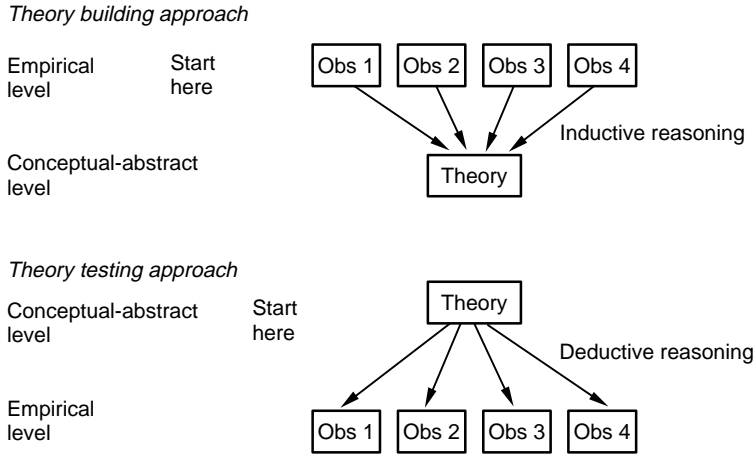 Theory building approach
Empirical level
Start here
Obs 1 Obs 2 Obs 3 Obs 4
Inductive reasoning
Conceptual-abstract level
Theory
Theory testing approach
Conceptual-abstract level
Start here
Theory
Deductive reasoning
Empirical level
Obs 1 Obs 2 Obs 3 Obs 4